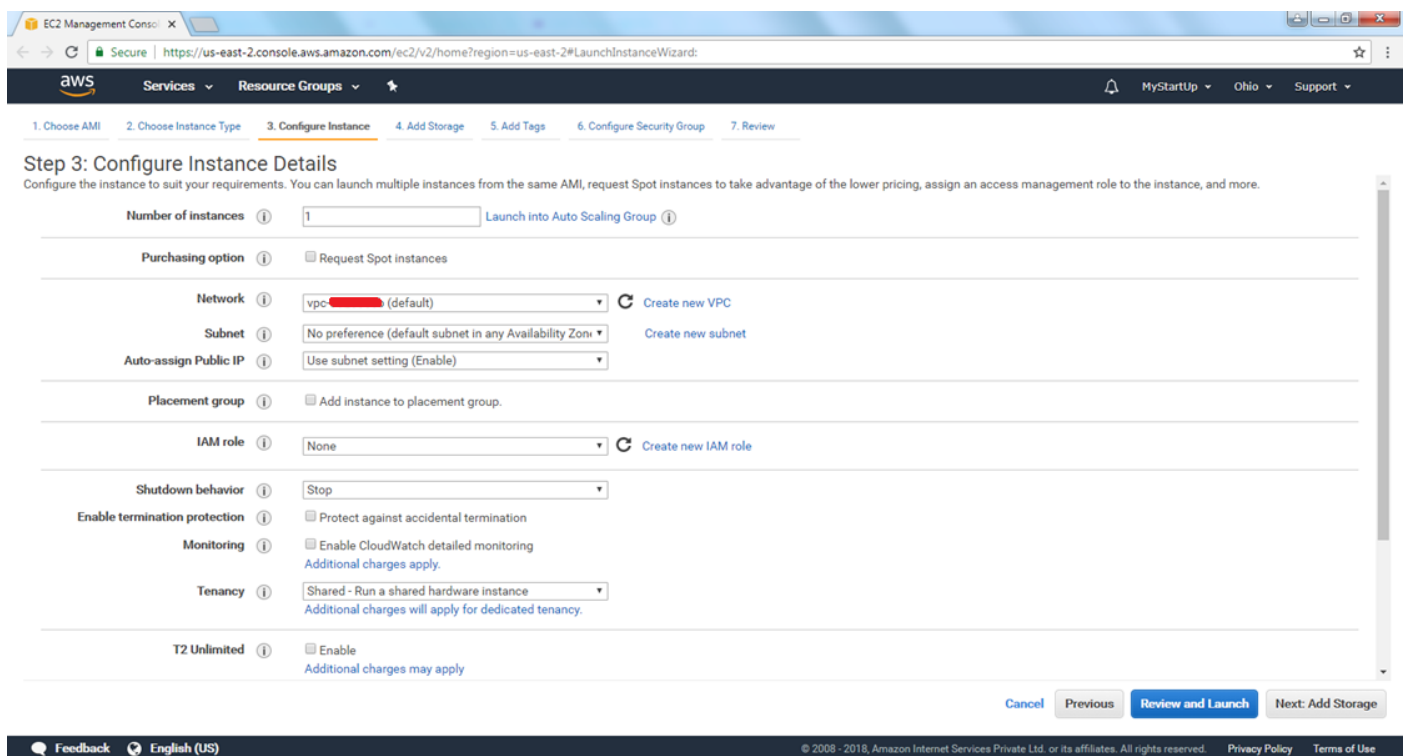 EC2 Management Consol
Secure | https://us-east-2.console.aws.amazon.com/ec2/v2/home?region=us-east-2#LaunchInstanceWizard:
aws Services Resource Groups MyStartUp Ohio Support
1. Choose AMI 2. Choose Instance Type 3. Configure Instance 4. Add Storage 5. Add Tags 6. Configure Security Group 7. Review
Step 3: Configure Instance Details
Configure the instance to suit your requirements. You can launch multiple instances from the same AMI, request Spot instances to take advantage of the lower pricing, assign an access management role to the instance, and more.
Number of instances 1 Launch into Auto Scaling Group
Purchasing option Request Spot instances
Network vpc- (default) Create new VPC
Subnet No preference (default subnet in any Availability Zon Create new subnet
Auto-assign Public IP Use subnet setting (Enable)
Placement group Add instance to placement group.
IAM role None Create new IAM role
Shutdown behavior Stop
Enable termination protection Protect against accidental termination
Monitoring Enable CloudWatch detailed monitoring
Additional charges apply.
Tenancy Shared - Run a shared hardware instance
Additional charges will apply for dedicated tenancy.
T2 Unlimited Enable
Additional charges may apply
Cancel Previous Review and Launch Next: Add Storage
Feedback English (US) © 2008 - 2018, Amazon Internet Services Private Ltd. or its affiliates. All rights reserved. Privacy Policy Terms of Use